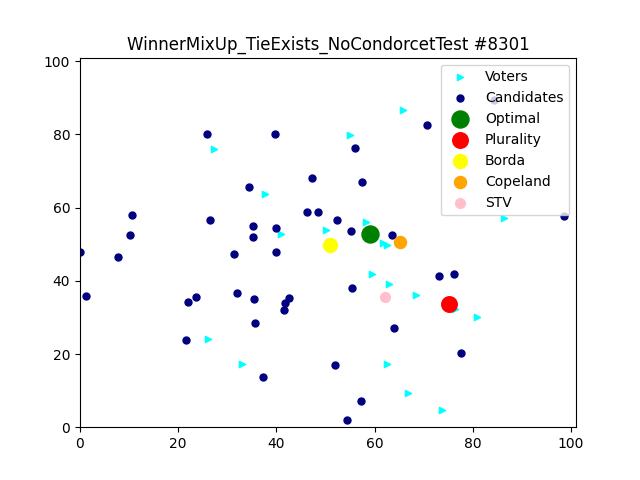 WinnerMixUp_TieExists_NoCondorcetTest #8301
100
80
60
40
20
0
0
20
40
60
80
100
Voters
Candidates
Optimal
Plurality
Borda
Copeland
STV